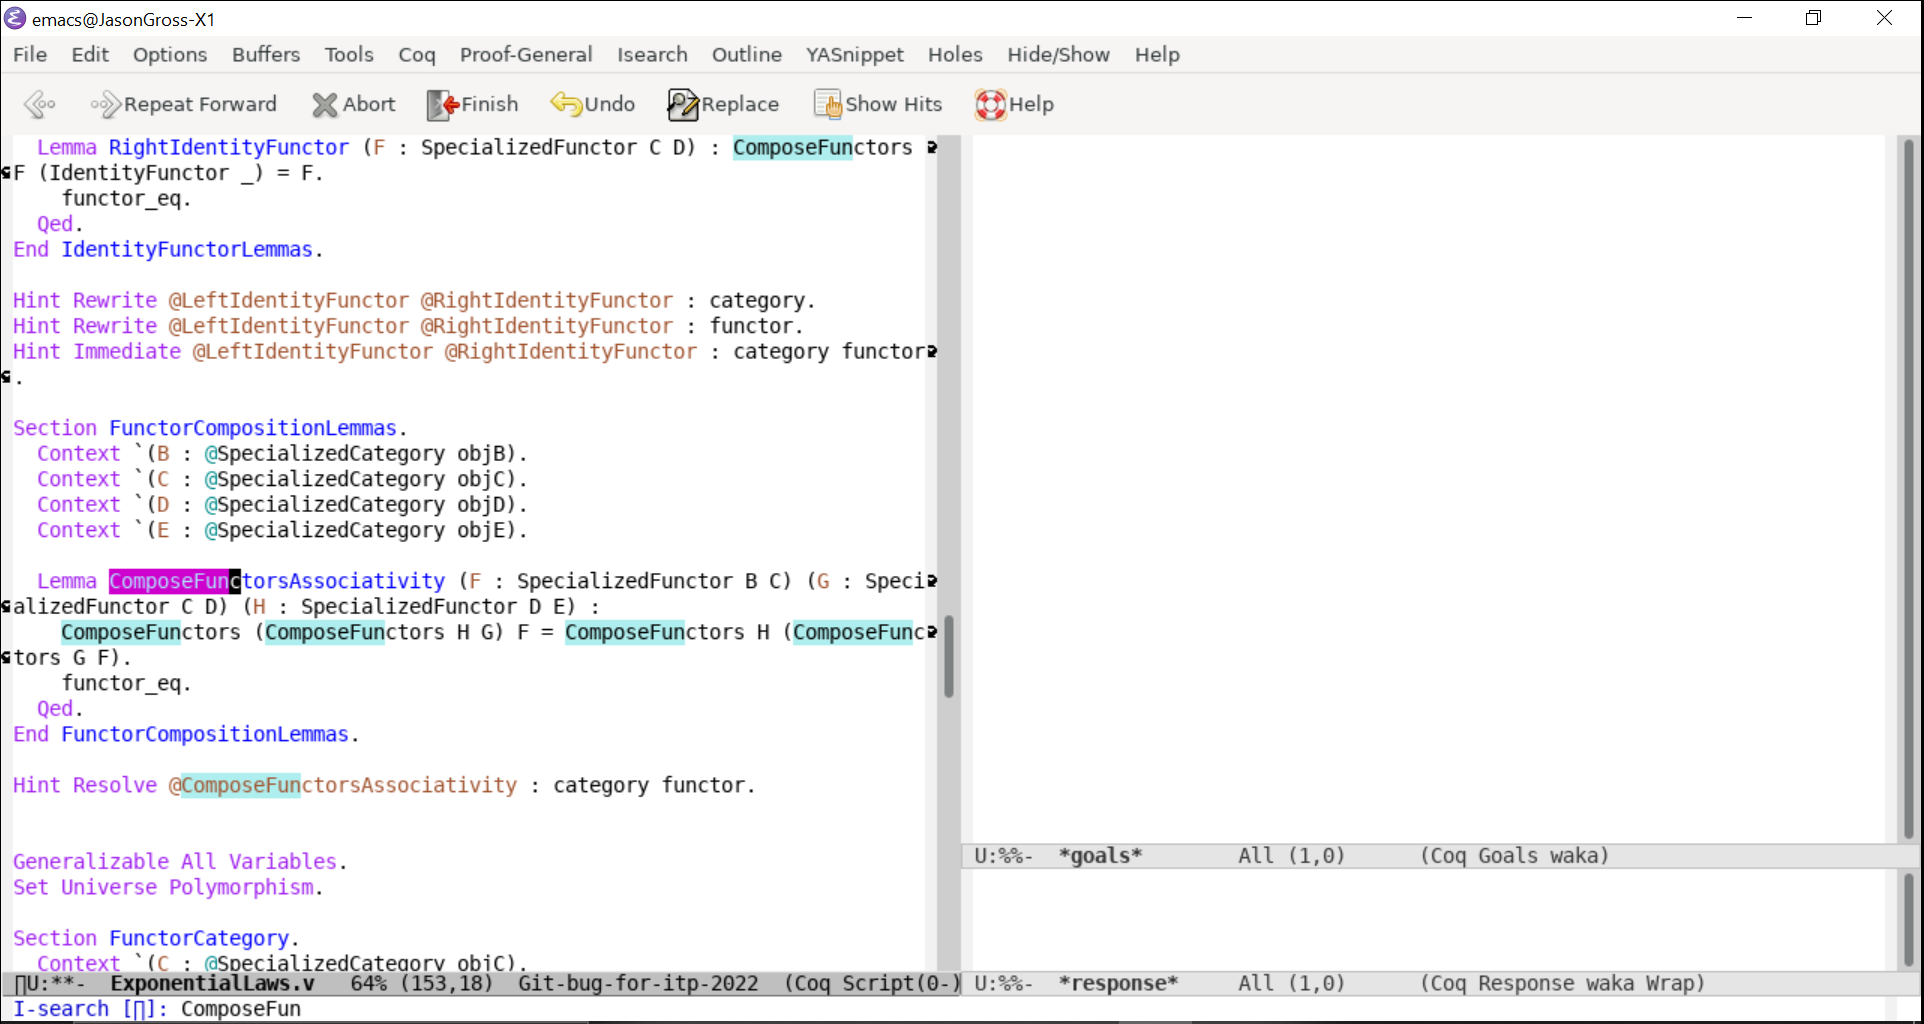 emacs@JasonGross-X1
File Edit Options Buffers Tools Coq Proof-General Isearch Outline YASnippet Holes Hide/Show Help
Repeat Forward Abort Finish Undo Replace Show Hits Help
Lemma RightIdentityFunctor (F : SpecializedFunctor C D) : ComposeFunctors
F (IdentityFunctor _) = F.
functor_eq.
Qed.
End IdentityFunctorLemmas.
Hint Rewrite @LeftIdentityFunctor @RightIdentityFunctor : category.
Hint Rewrite @LeftIdentityFunctor @RightIdentityFunctor : functor.
Hint Immediate @LeftIdentityFunctor @RightIdentityFunctor : category functor
.
Section FunctorCompositionLemmas.
Context `(B : @SpecializedCategory objB).
Context `(C : @SpecializedCategory objC).
Context `(D : @SpecializedCategory objD).
Context `(E : @SpecializedCategory objE).
Lemma ComposeFunctorsAssociativity (F : SpecializedFunctor B C) (G : Speci
alizedFunctor C D) (H : SpecializedFunctor D E) :
ComposeFunctors (ComposeFunctors H G) F = ComposeFunctors H (ComposeFunc
tors G F).
functor_eq.
Qed.
End FunctorCompositionLemmas.
Hint Resolve @ComposeFunctorsAssociativity : category functor.
Generalizable All Variables.
Set Universe Polymorphism.
Section FunctorCategory.
Context `(C : @SpecializedCategory objC).
∏U:**- ExponentialLaws.v 64% (153,18) Git-bug-for-itp-2022 (Coq Script(0-)
I-search [∏]: ComposeFun
U:%%- *goals* All (1,0) (Coq Goals waka)
U:%%- *response* All (1,0) (Coq Response waka Wrap)